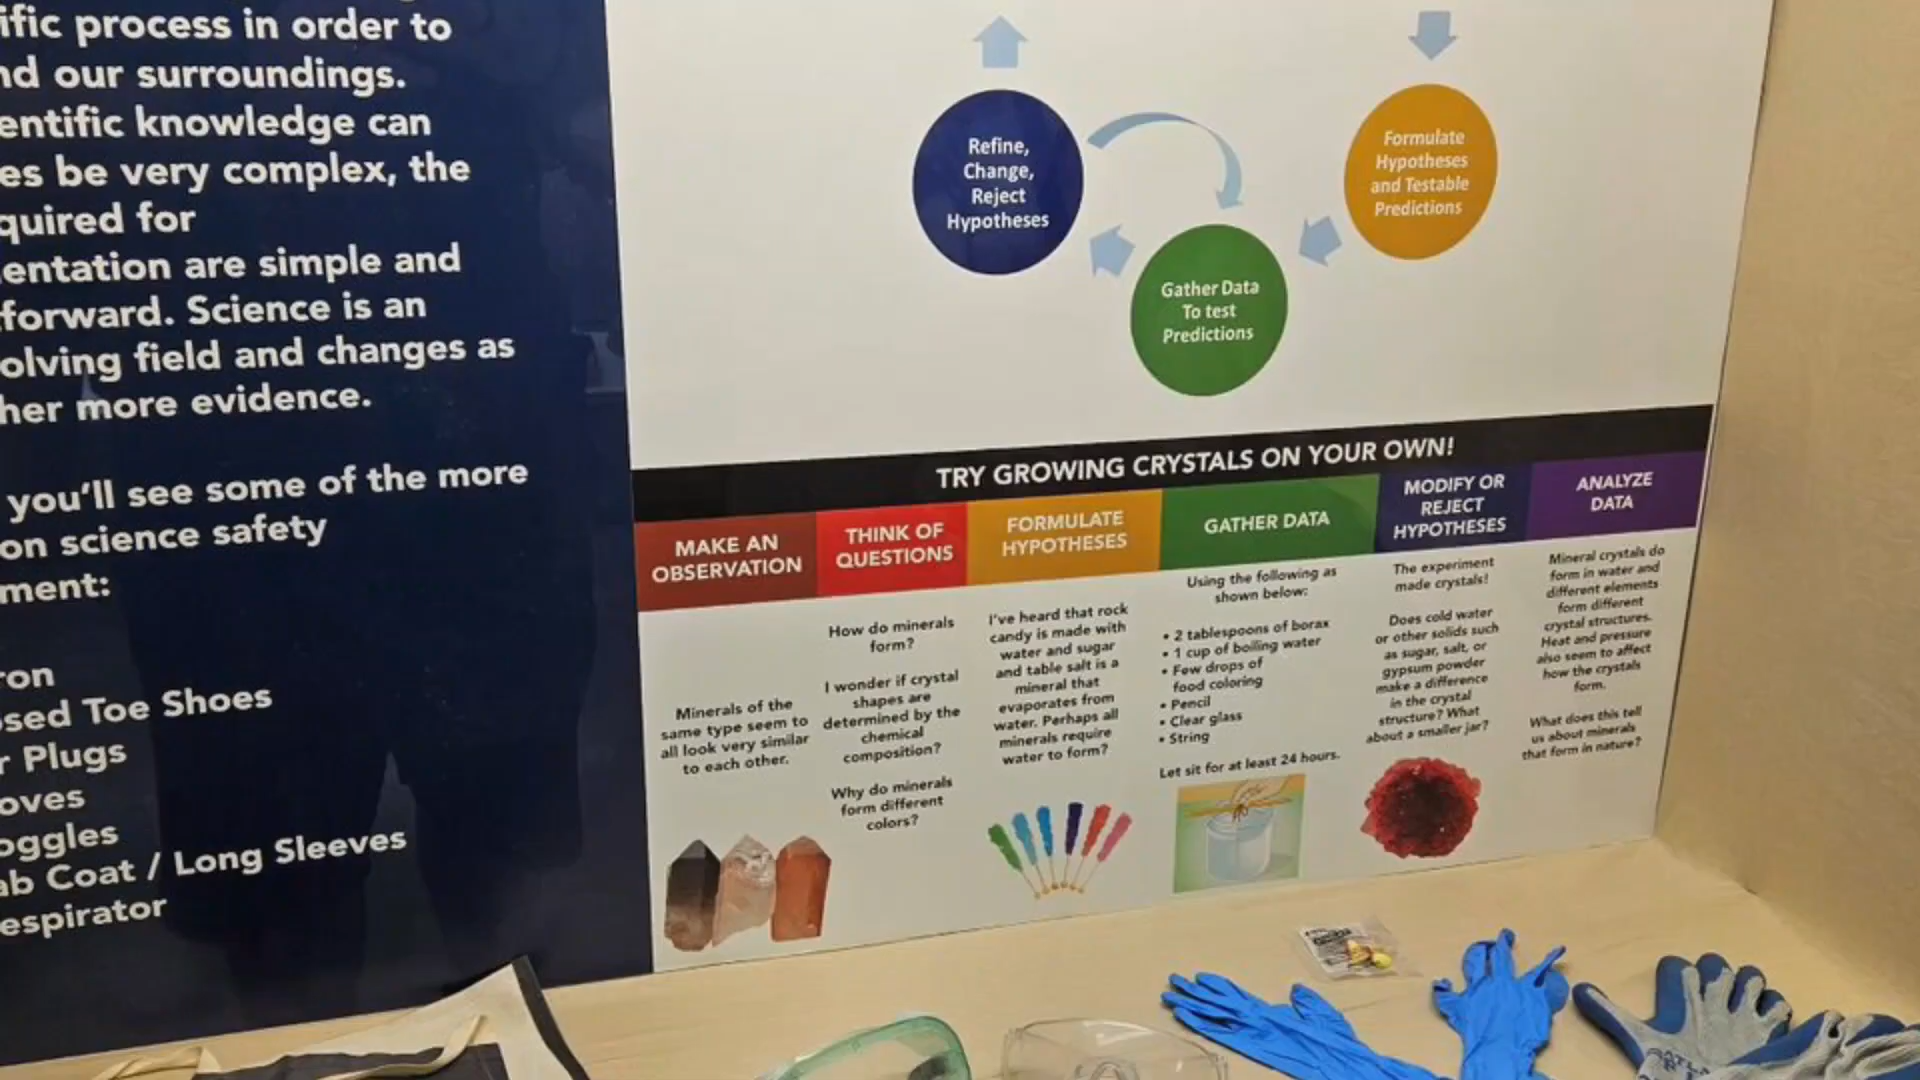 ific process in order to
nd our surroundings.
entific knowledge can
es be very complex, the
quired for
entation are simple and
forward. Science is an
olving field and changes as
her more evidence.
you'll see some of the more
on science safety
ment:
ron
sed Toe Shoes
r Plugs
oves
oggles
ab Coat / Long Sleeves
espirator
Refine,
Change,
Reject
Hypotheses
Formulate
Hypotheses
and Testable
Predictions
Gather Data
To test
Predictions
TRY GROWING CRYSTALS ON YOUR OWN!
MAKE AN
OBSERVATION
Minerals of the
same type seem to
all look very similar
to each other.
THINK OF
QUESTIONS
How do minerals
form?
I wonder if crystal
shapes are
determined by the
chemical
composition?
Why do minerals
form different
colors?
FORMULATE
HYPOTHESES
I've heard that rock
candy is made with
water and sugar
and table salt is a
mineral that
evaporates from
water. Perhaps all
minerals require
water to form?
GATHER DATA
Using the following as
shown below:
• 2 tablespoons of borax
• 1 cup of boiling water
• Few drops of
food coloring
• Pencil
• Clear glass
• String
Let sit for at least 24 hours.
MODIFY OR
REJECT
HYPOTHESES
The experiment
made crystals!
Does cold water
or other solids such
as sugar, salt, or
gypsum powder
make a difference
in the crystal
structure? What
about a smaller jar?
ANALYZE
DATA
Mineral crystals do
form in water and
different elements
form different
crystal structures.
Heat and pressure
also seem to affect
how the crystals
form.
What does this tell
us about minerals
that form in nature?